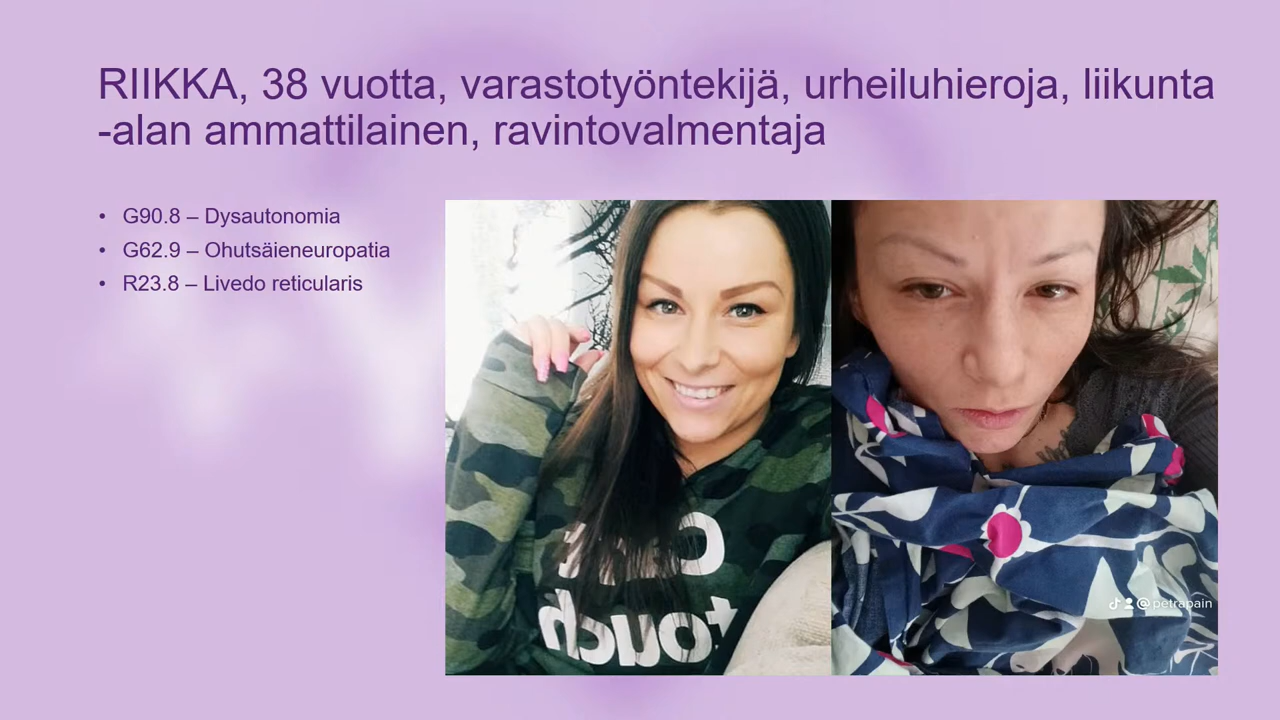 RIIKKA, 38 vuotta, varastotyöntekijä, urheiluhieroja, liikunta
-alan ammattilainen, ravintovalmentaja
• G90.8 – Dysautonomia
• G62.9 – Ohutsäieneuropatia
• R23.8 – Livedo reticularis
touch
@petrapain